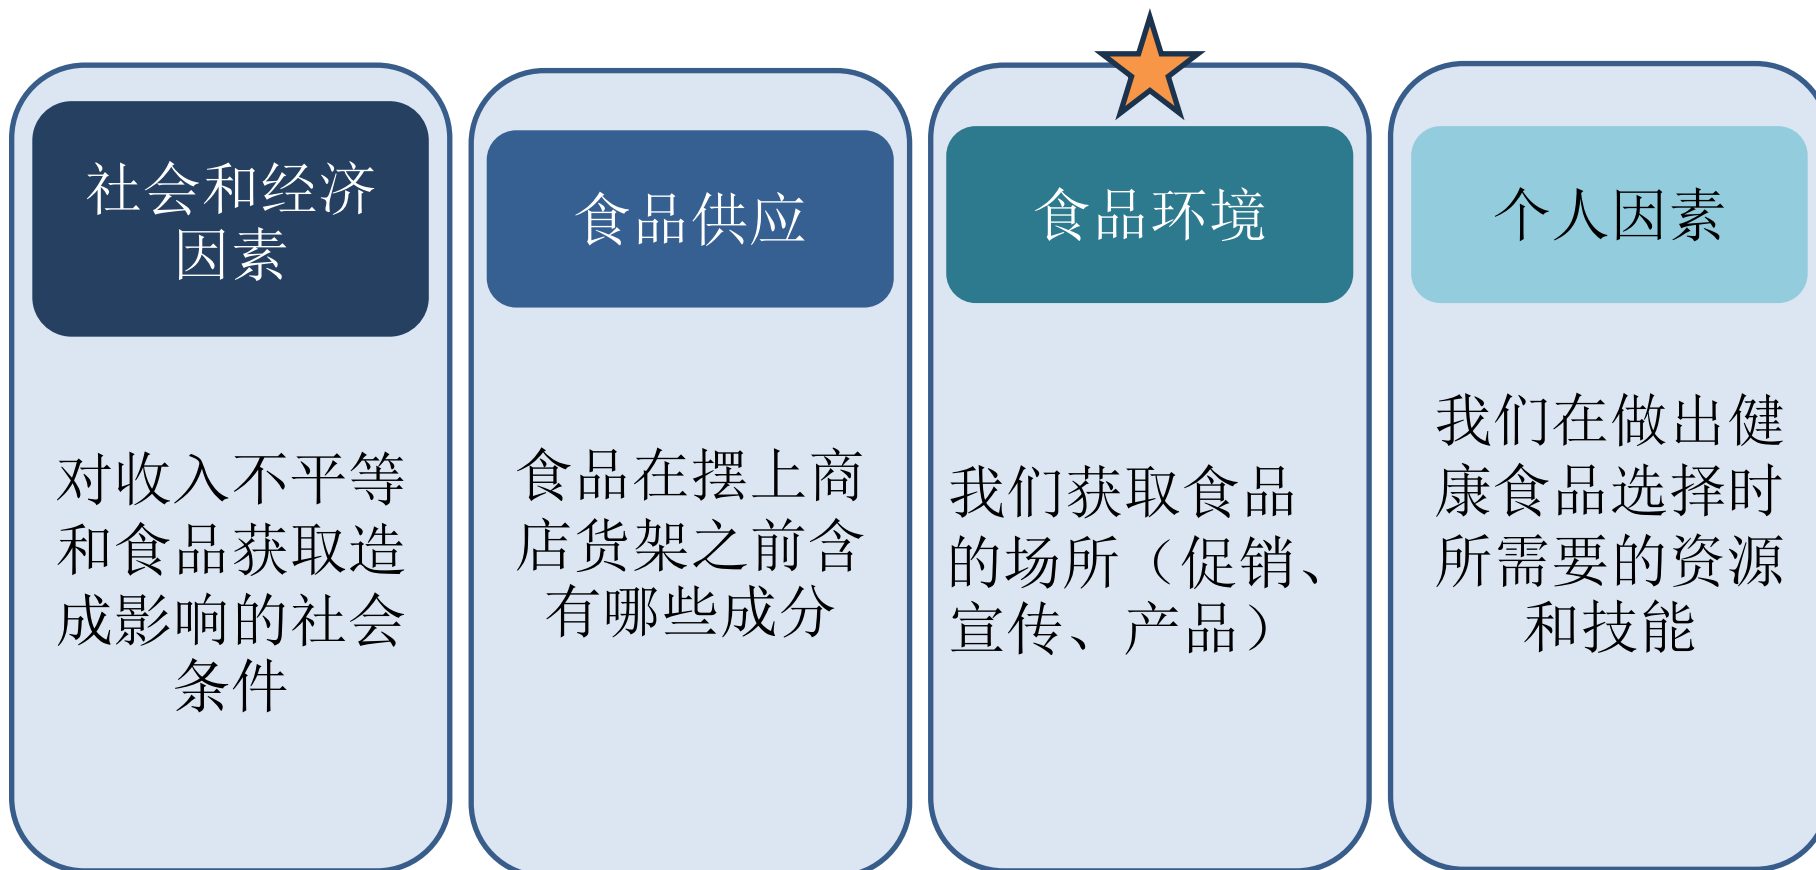 社会和经济
因素
对收入不平等
和食品获取造
成影响的社会
条件
食品供应
食品在摆上商
店货架之前含
有哪些成分
食品环境
我们获取食品
的场所（促销、
宣传、产品）
个人因素
我们在做出健
康食品选择时
所需要的资源
和技能